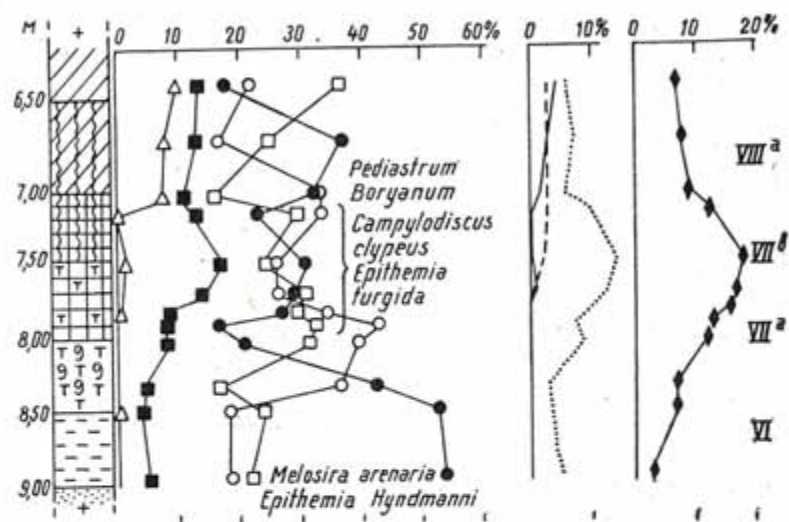 М + 0 10 20 30 40 50 60% 0 10% 0 10 20%
6,50
Pediastrum
Boryanum
VIII a
7,00
Campylodiscus
clypeus
Epithemia
turgida
7,50
VII в
8,00
VII a
8,50
VI
Melosira arenaria
Epithemia Hyndmanni
9,00
+